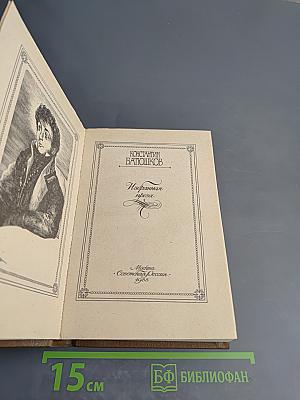 КОНСТАНТИН
БАТЮШКОВ
Избранная
проза
Москва
«Советская Россия»
1988
15 см
БФ БИБЛИОФАН